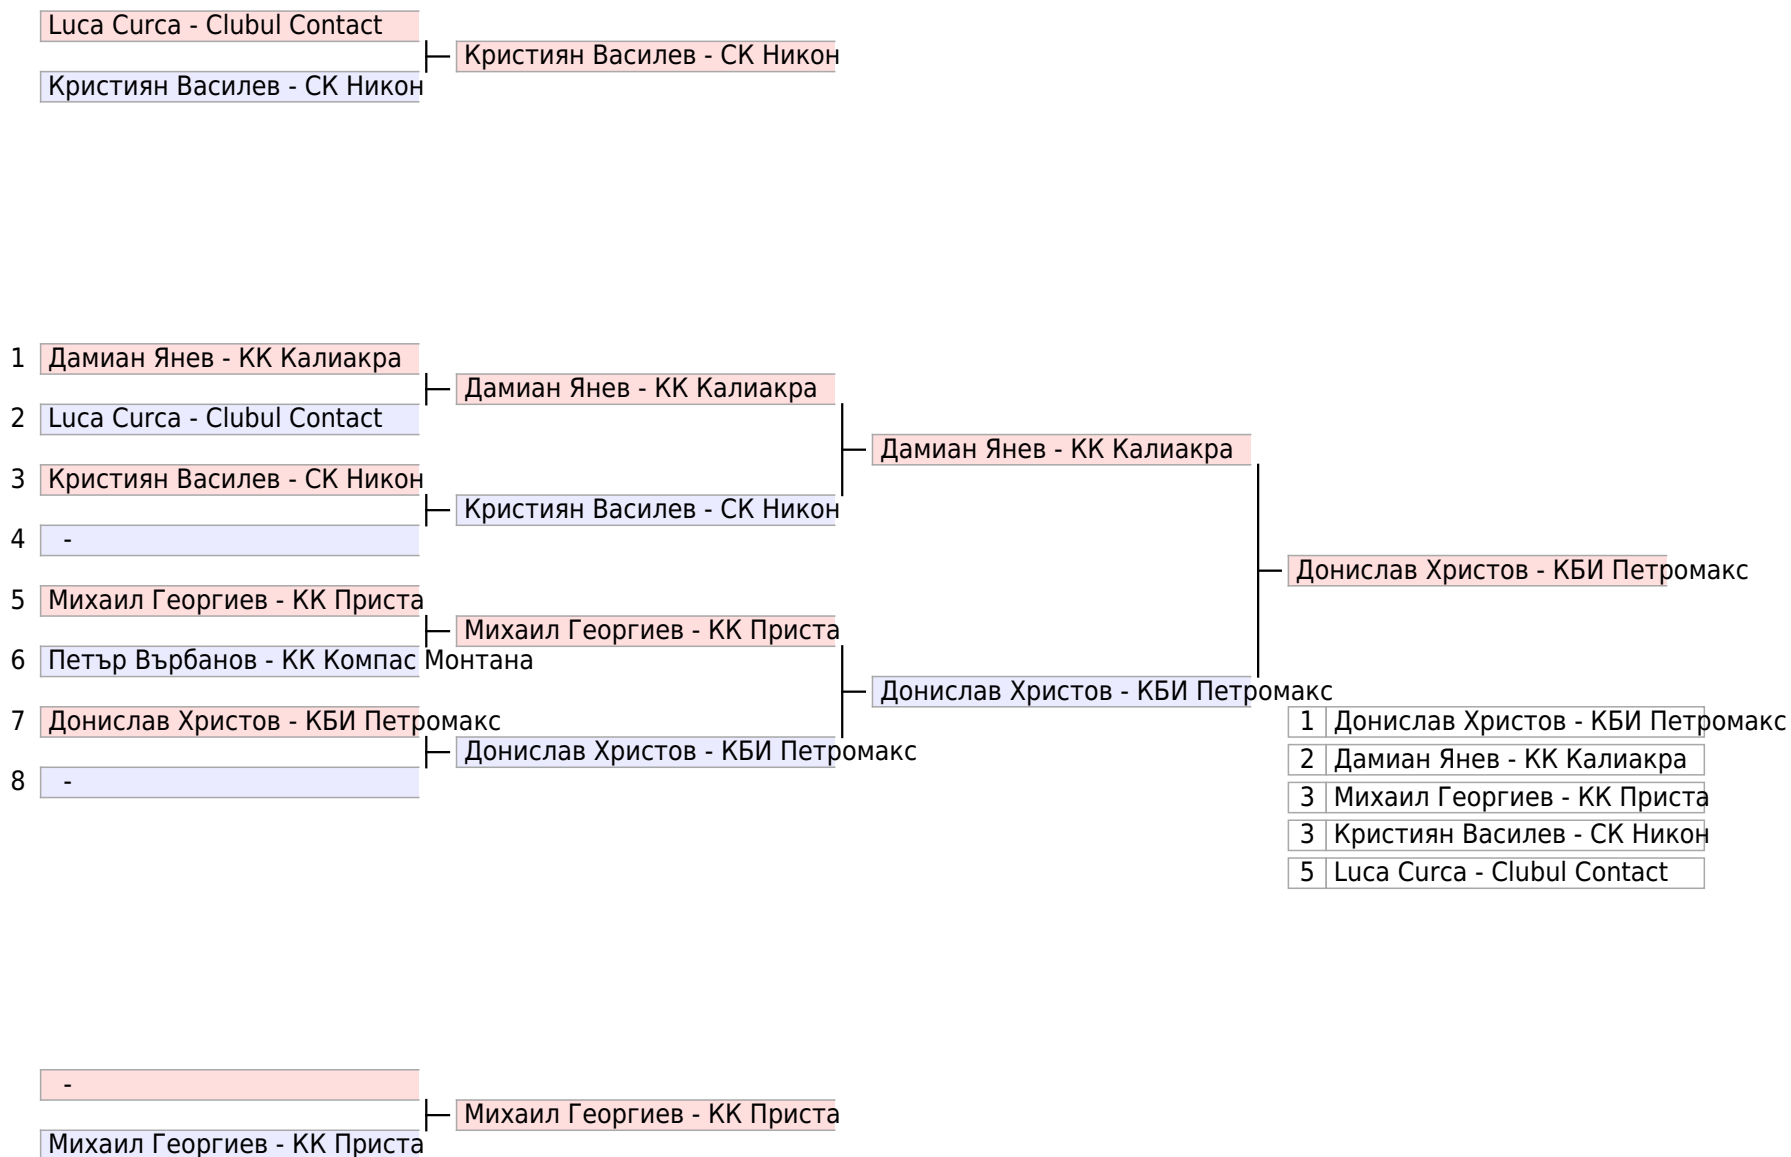 Luca Curca - Clubul Contact
Кристиян Василев - СК Никон
Кристиян Василев - СК Никон
1 Дамиан Янев - КК Калиакра
Дамиан Янев - КК Калиакра
2 Luca Curca - Clubul Contact
Дамиан Янев - КК Калиакра
3 Кристиян Василев - СК Никон
Кристиян Василев - СК Никон
4 -
Донислав Христов - КБИ Петромакс
5 Михаил Георгиев - КК Приста
Михаил Георгиев - КК Приста
6 Петър Върбанов - КК Компас Монтана
Донислав Христов - КБИ Петромакс
7 Донислав Христов - КБИ Петромакс
Донислав Христов - КБИ Петромакс
8 -
1 Донислав Христов - КБИ Петромакс
2 Дамиан Янев - КК Калиакра
3 Михаил Георгиев - КК Приста
3 Кристиян Василев - СК Никон
5 Luca Curca - Clubul Contact
-
Михаил Георгиев - КК Приста
Михаил Георгиев - КК Приста